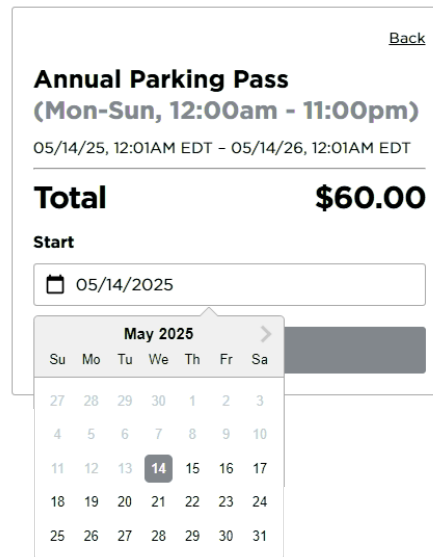 Back
Annual Parking Pass
(Mon-Sun, 12:00am - 11:00pm)
05/14/25, 12:01AM EDT – 05/14/26, 12:01AM EDT
Total $60.00
Start
05/14/2025
May 2025
Su Mo Tu We Th Fr Sa
27 28 29 30 1 2 3
4 5 6 7 8 9 10
11 12 13 14 15 16 17
18 19 20 21 22 23 24
25 26 27 28 29 30 31